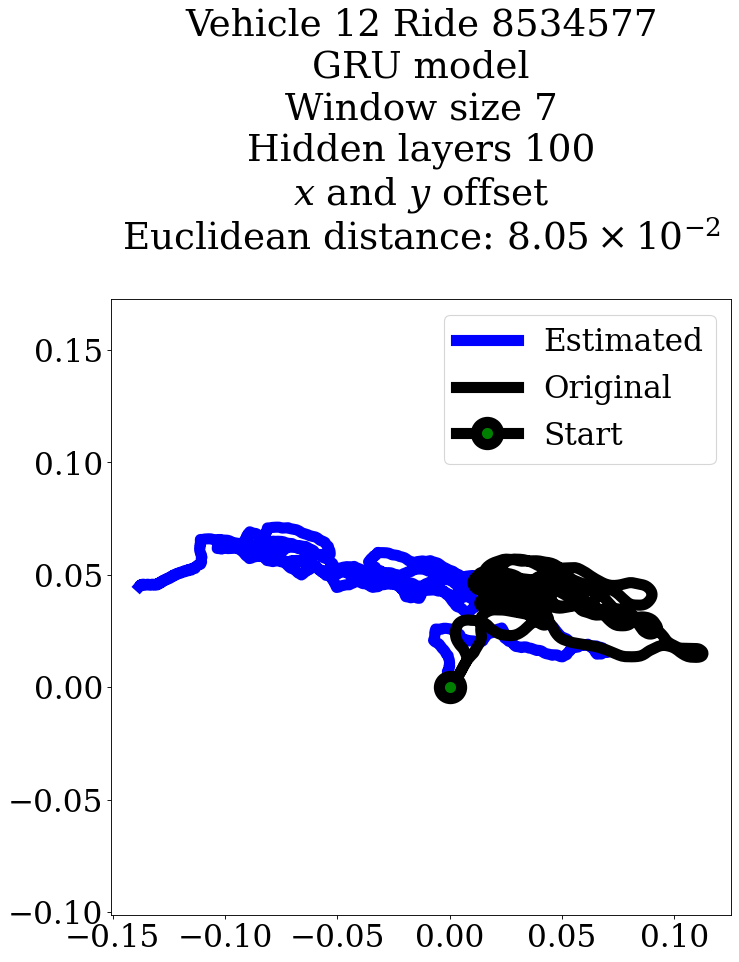 Vehicle 12 Ride 8534577
GRU model
Window size 7
Hidden layers 100
x and y offset
Euclidean distance: 8.05 × 10⁻²
Estimated
Original
Start
0.15
0.10
0.05
0.00
−0.05
−0.10
−0.15 −0.10 −0.05 0.00 0.05 0.10